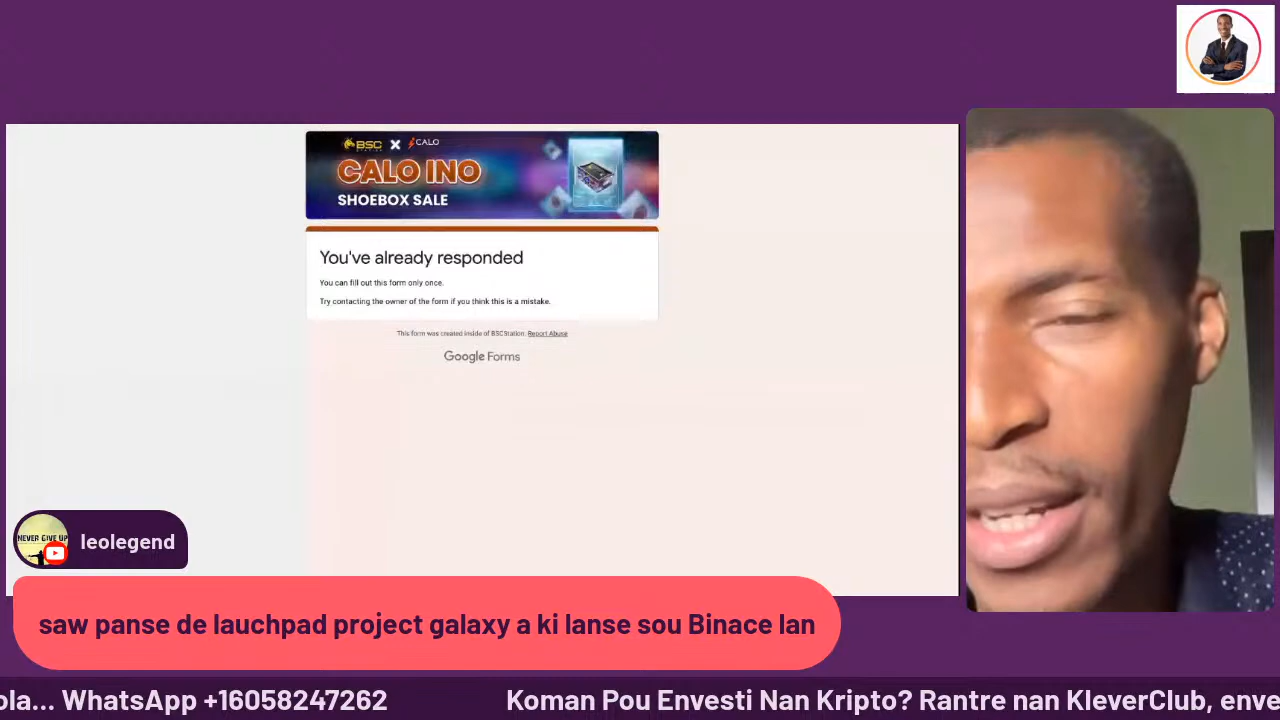 BSC X CALO
STATION
CALO INO
SHOEBOX SALE
You've already responded
You can fill out this form only once.
Try contacting the owner of the form if you think this is a mistake.
This form was created inside of BSCStation. Report Abuse
Google Forms
NEVER GIVE UP
leolegend
saw panse de lauchpad project galaxy a ki lanse sou Binace lan
ola... WhatsApp +16058247262 Koman Pou Envesti Nan Kripto? Rantre nan KleverClub, enve